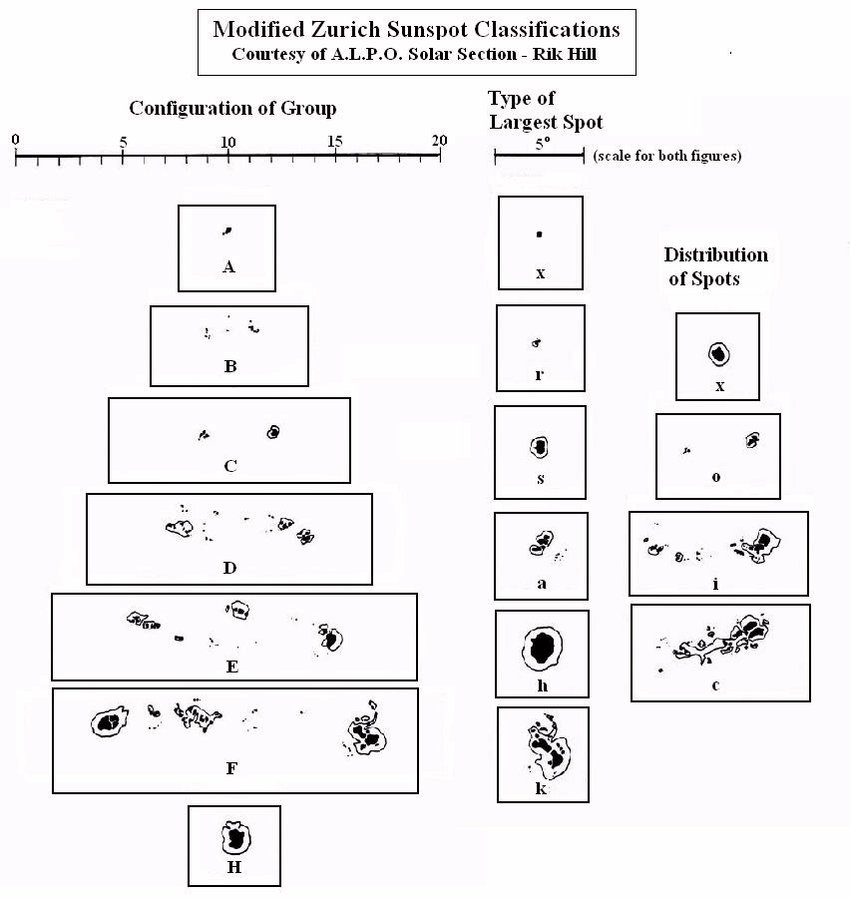 Modified Zurich Sunspot Classifications
Courtesy of A.L.P.O. Solar Section - Rik Hill
Configuration of Group
0 5 10 15 20
A
B
C
D
E
F
H
Type of
Largest Spot
5°
(scale for both figures)
x
r
s
a
h
k
Distribution
of Spots
x
o
i
c